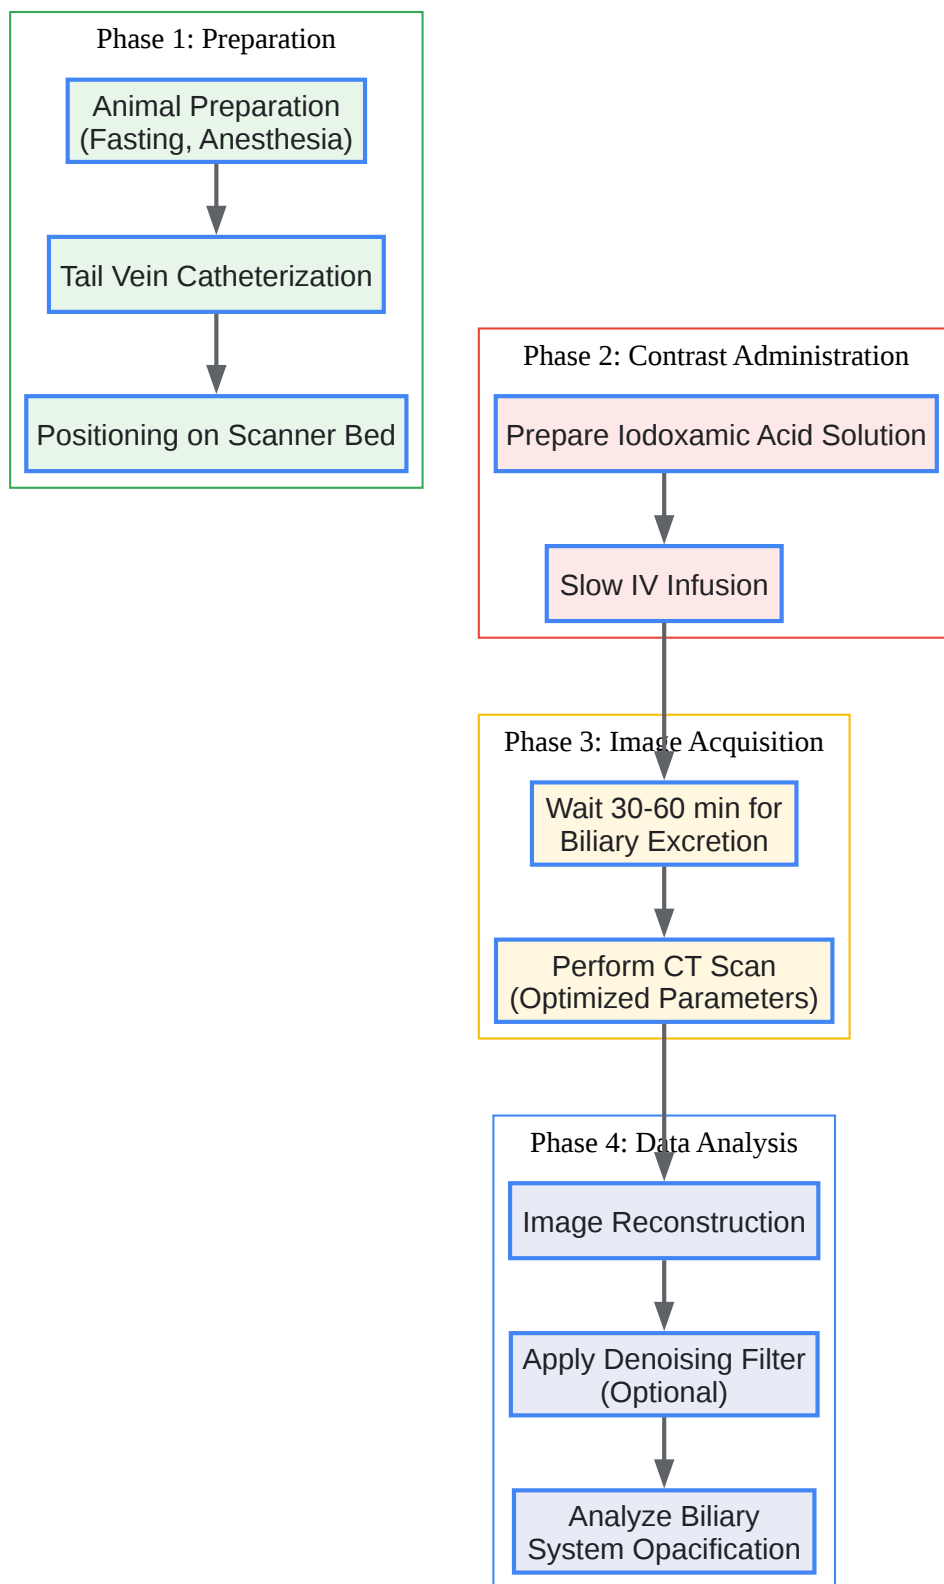 Phase 1: Preparation
Animal Preparation
(Fasting, Anesthesia)
Tail Vein Catheterization
Positioning on Scanner Bed
Phase 2: Contrast Administration
Prepare Iodoxamic Acid Solution
Slow IV Infusion
Phase 3: Image Acquisition
Wait 30-60 min for
Biliary Excretion
Perform CT Scan
(Optimized Parameters)
Phase 4: Data Analysis
Image Reconstruction
Apply Denoising Filter
(Optional)
Analyze Biliary
System Opacification